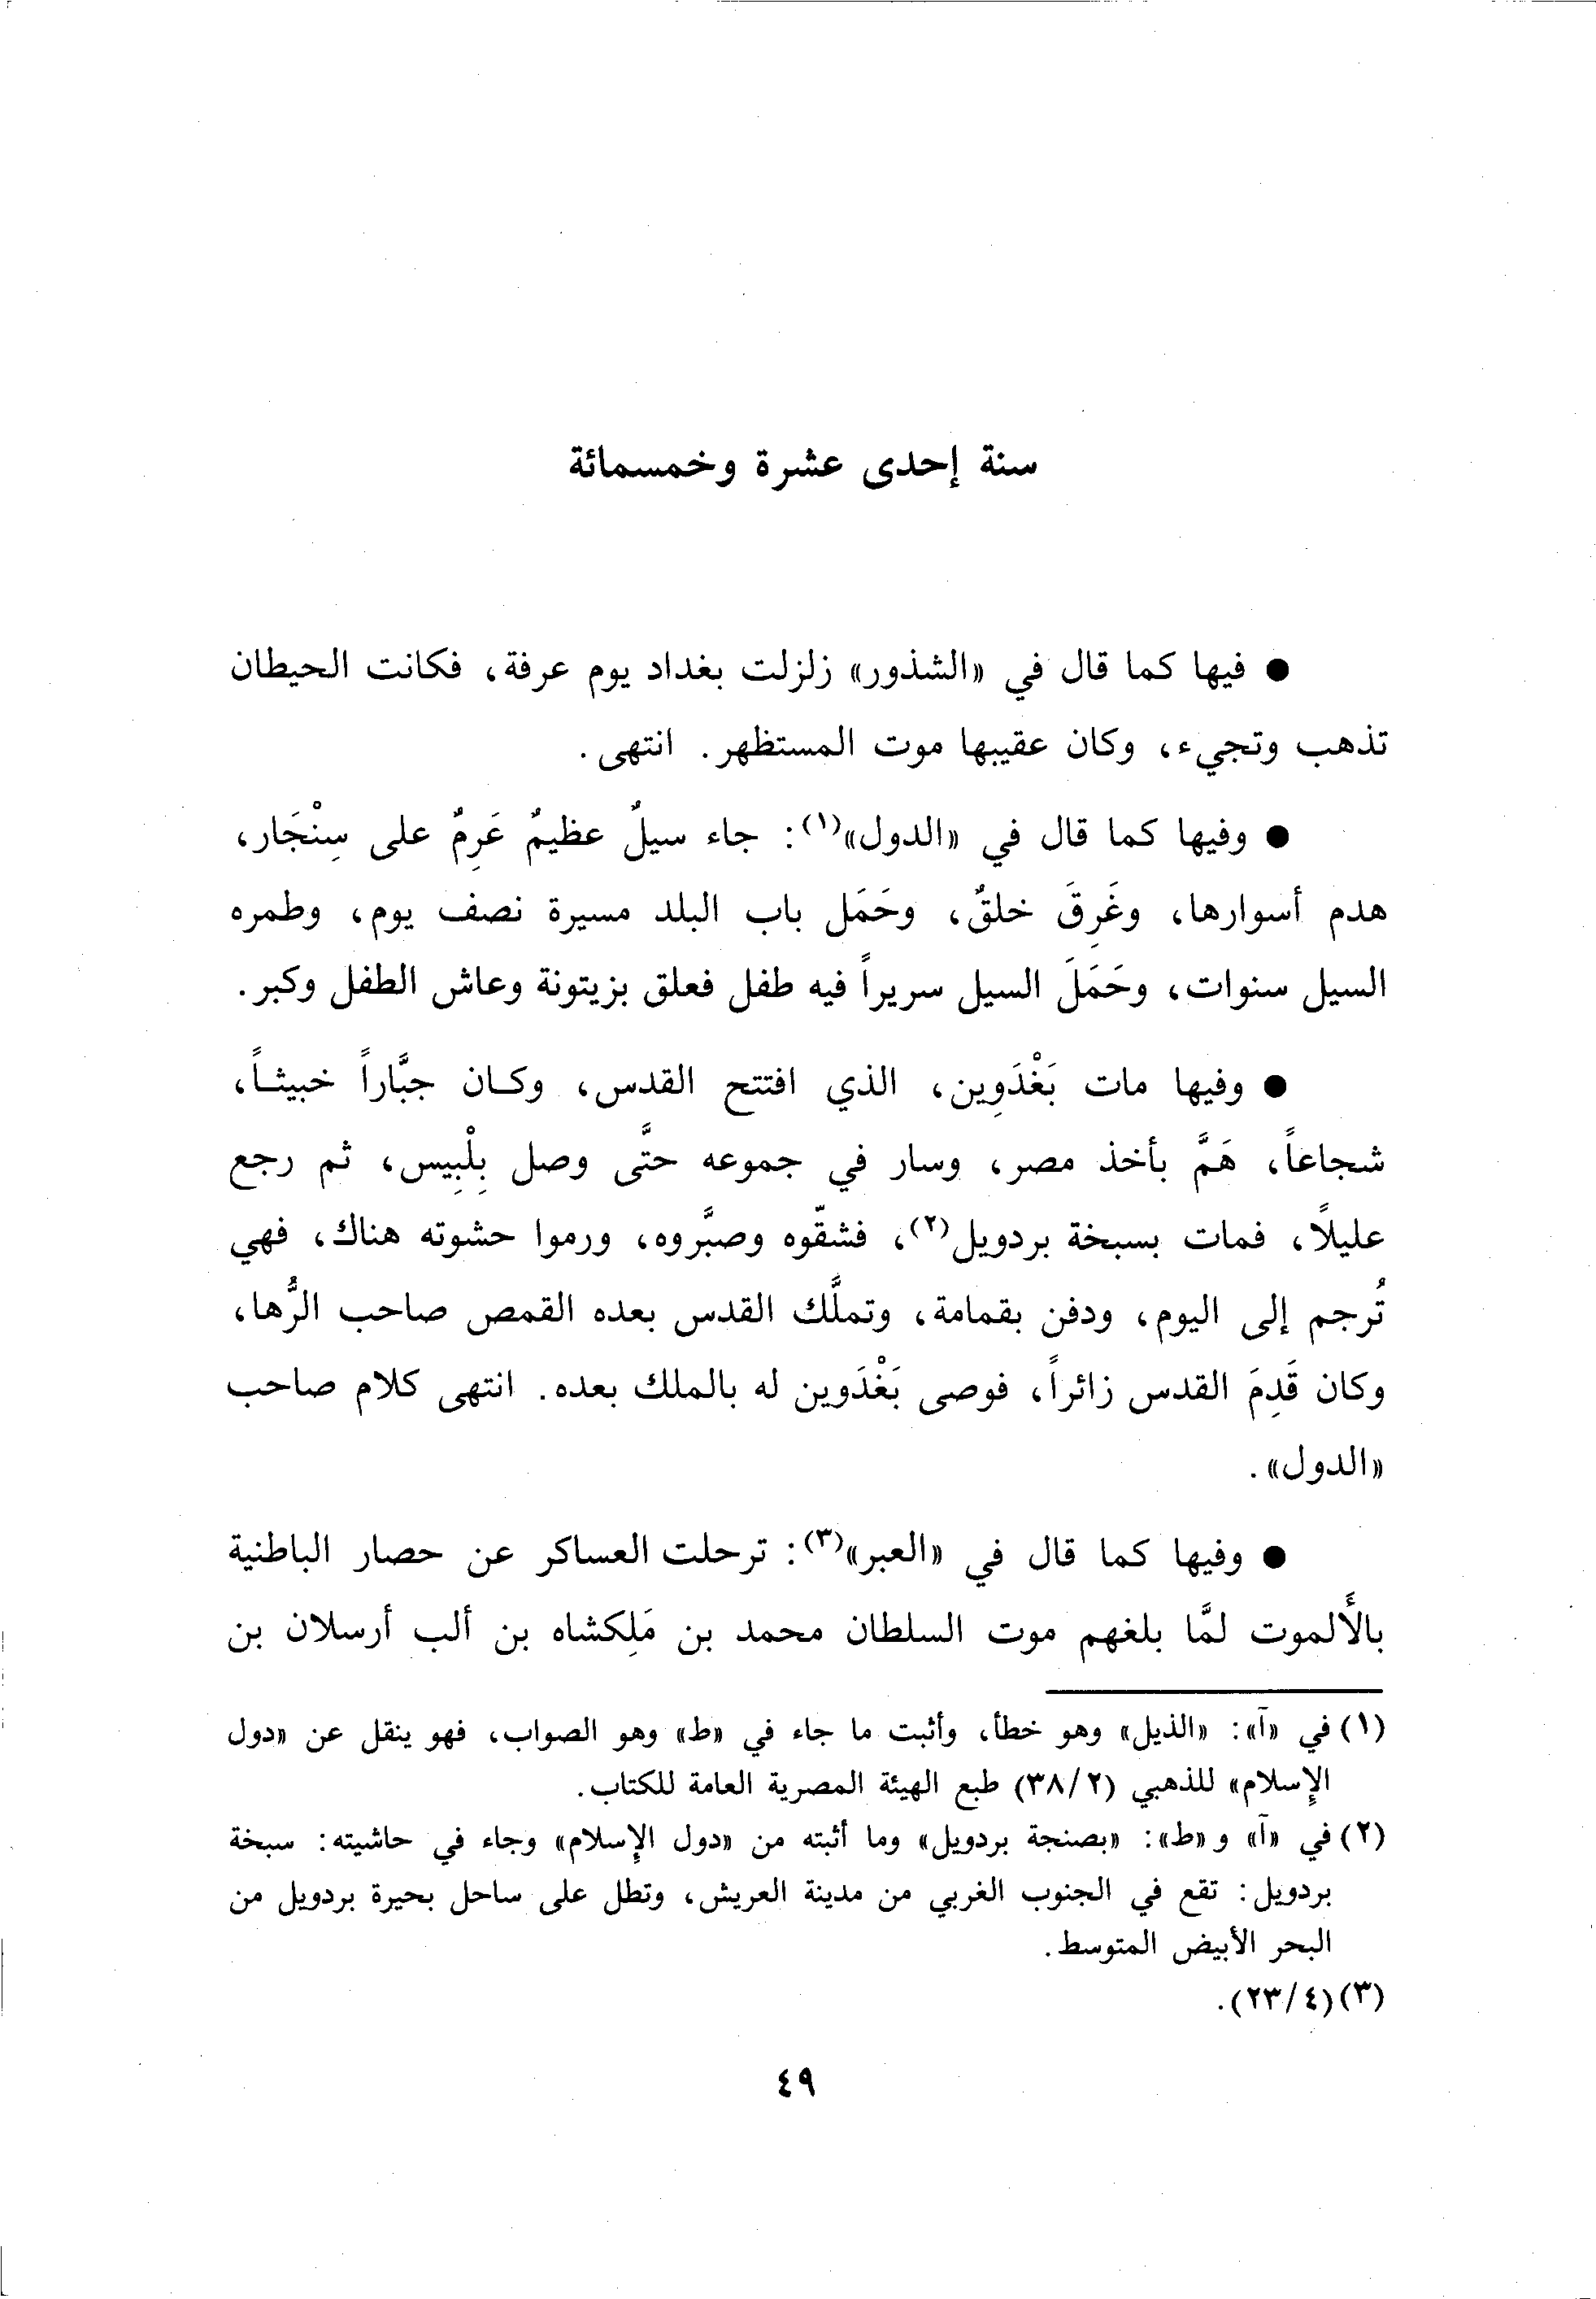 سنة إحدى عشرة وخمسمائة
● فيها كما قال في «الشذور» زلزلت بغداد يوم عرفة، فكانت الحيطان
تذهب وتجيء، وكان عقيبها موت المستظهر. انتهى.
● وفيها كما قال في «الدول»(١): جاء سيلٌ عظيمٌ عَرِمٌ على سِنْجَار،
هدم أسوارها، وغَرِقَ خلقٌ، وحَمَل باب البلد مسيرة نصف يوم، وطمره
السيل سنوات، وحَمَلَ السيل سريراً فيه طفل فعلق بزيتونة وعاش الطفل وكبر.
● وفيها مات بَغْدَوِين، الذي افتتح القدس، وكان جبَّاراً خبيثاً،
شجاعاً، هَمَّ بأخذ مصر، وسار في جموعه حتَّى وصل بِلْبِيس، ثم رجع
عليلاً، فمات بسبخة بردويل(٢)، فشقّوه وصبَّروه، ورموا حشوته هناك، فهي
تُرجم إلى اليوم، ودفن بقمامة، وتملَّك القدس بعده القمص صاحب الرُّها،
وكان قَدِمَ القدس زائراً، فوصى بَغْدَوين له بالملك بعده. انتهى كلام صاحب
«الدول».
● وفيها كما قال في «العبر»(٣): ترحلت العساكر عن حصار الباطنية
بالأَلموت لمَّا بلغهم موت السلطان محمد بن مَلِكشاه بن ألب أرسلان بن
(١) في «آ»: «الذيل» وهو خطأ، وأثبت ما جاء في «ط» وهو الصواب، فهو ينقل عن «دول
الإسلام» للذهبي (٣٨/٢) طبع الهيئة المصرية العامة للكتاب.
(٢) في «آ» و «ط»: «بصنجة بردويل» وما أثبته من «دول الإسلام» وجاء في حاشيته: سبخة
بردويل: تقع في الجنوب الغربي من مدينة العريش، وتطل على ساحل بحيرة بردويل من
البحر الأبيض المتوسط.
(٣) (٢٣/٤).
٤٩